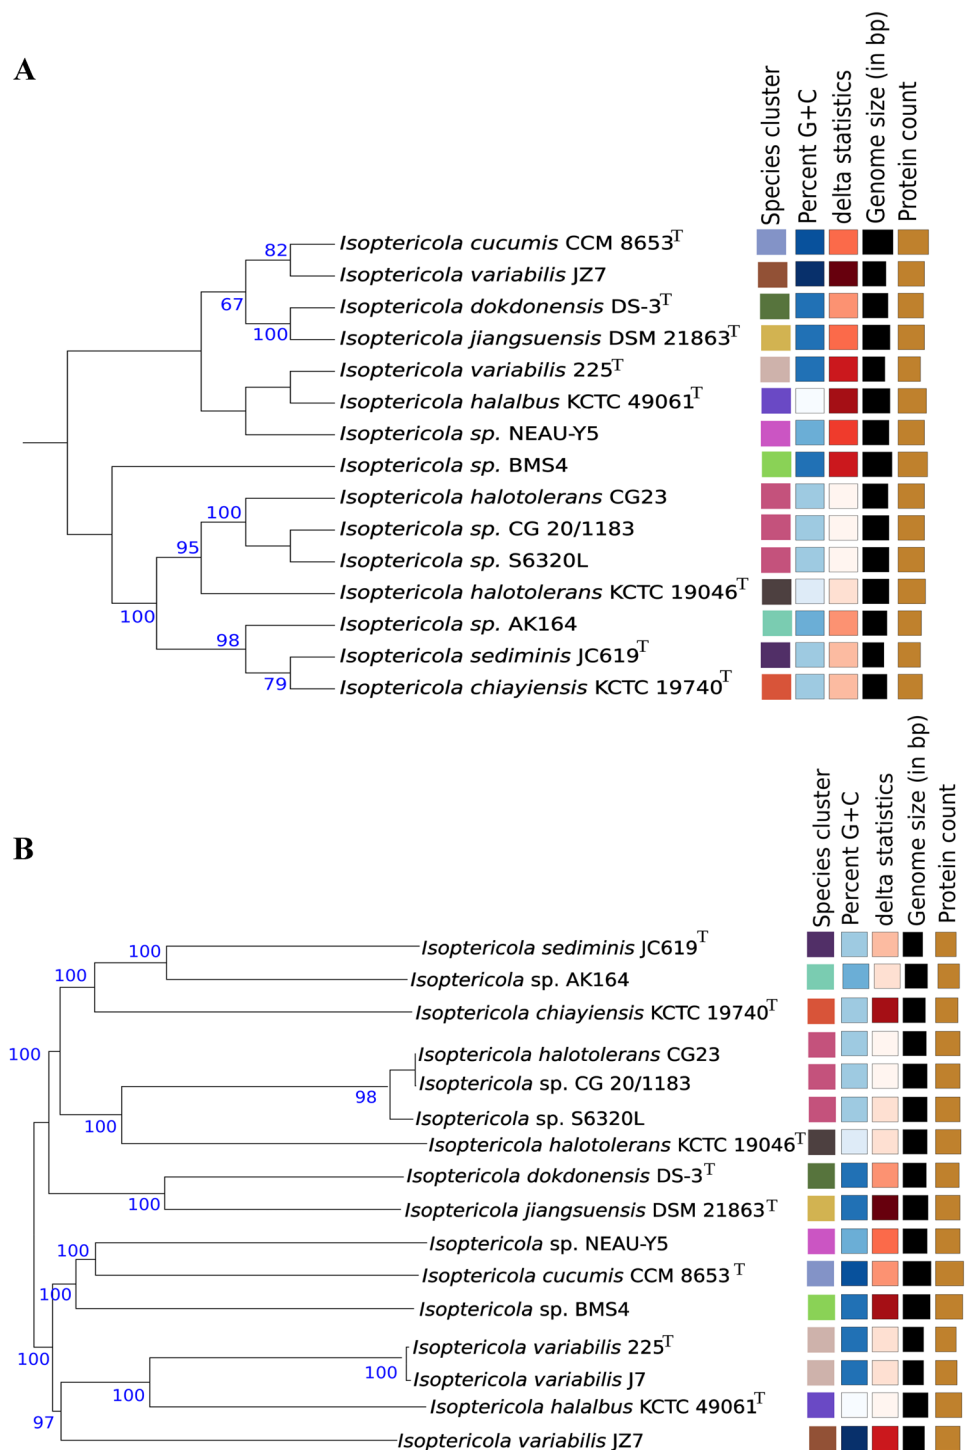 A
Species cluster
Percent G+C
delta statistics
Genome size (in bp)
Protein count
82
Isoptericola cucumis CCM 8653T
Isoptericola variabilis JZ7
67
Isoptericola dokdonensis DS-3T
100
Isoptericola jiangsuensis DSM 21863T
Isoptericola variabilis 225T
Isoptericola halalbus KCTC 49061T
Isoptericola sp. NEAU-Y5
Isoptericola sp. BMS4
Isoptericola halotolerans CG23
100
Isoptericola sp. CG 20/1183
95
Isoptericola sp. S6320L
Isoptericola halotolerans KCTC 19046T
100
Isoptericola sp. AK164
98
Isoptericola sediminis JC619T
79
Isoptericola chiayiensis KCTC 19740T
B
Species cluster
Percent G+C
delta statistics
Genome size (in bp)
Protein count
Isoptericola sediminis JC619T
100
100
Isoptericola sp. AK164
Isoptericola chiayiensis KCTC 19740T
100
Isoptericola halotolerans CG23
Isoptericola sp. CG 20/1183
98
Isoptericola sp. S6320L
100
Isoptericola halotolerans KCTC 19046T
Isoptericola dokdonensis DS-3T
100
Isoptericola jiangsuensis DSM 21863T
Isoptericola sp. NEAU-Y5
100
Isoptericola cucumis CCM 8653 T
100
Isoptericola sp. BMS4
Isoptericola variabilis 225T
100
100
Isoptericola variabilis J7
100
Isoptericola halalbus KCTC 49061T
97
Isoptericola variabilis JZ7